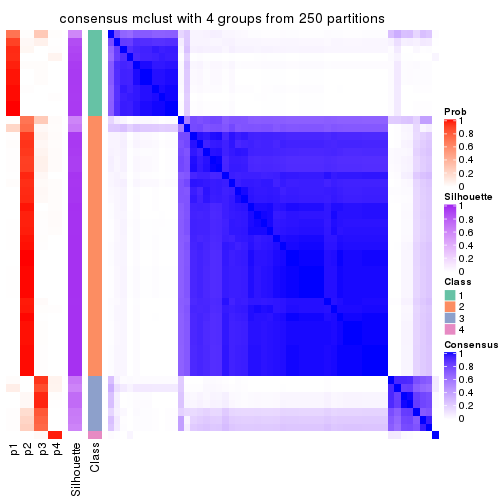 consensus mclust with 4 groups from 250 partitions
Prob
1
0.8
0.6
0.4
0.2
0
Silhouette
1
0.8
0.6
0.4
0.2
0
Class
1
2
3
4
Consensus
1
0.8
0.6
0.4
0.2
0
p1
p2
p3
p4
Silhouette
Class